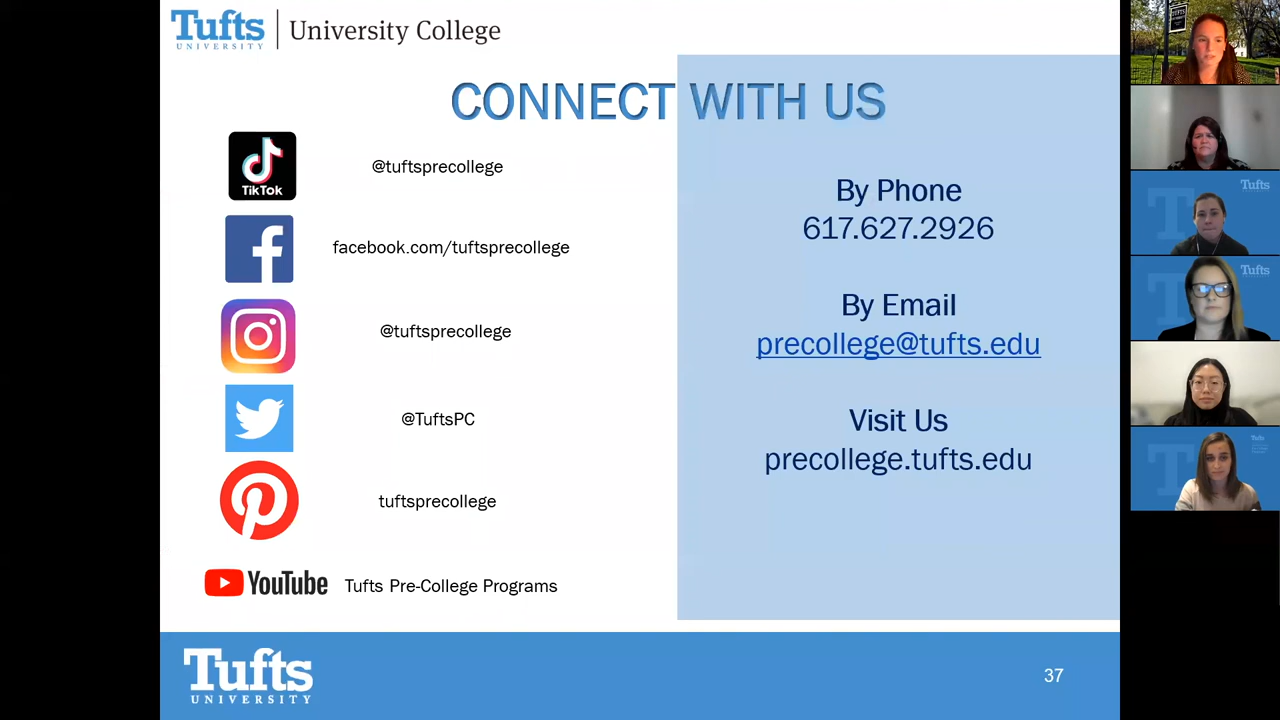 Tufts
UNIVERSITY
University College
CONNECT WITH US
TikTok
@tuftsprecollege
facebook.com/tuftsprecollege
@tuftsprecollege
@TuftsPC
tuftsprecollege
YouTube
Tufts Pre-College Programs
By Phone
617.627.2926
By Email
precollege@tufts.edu
Visit Us
precollege.tufts.edu
Tufts
UNIVERSITY
37
TUFTS
Tufts
Tufts
Tufts